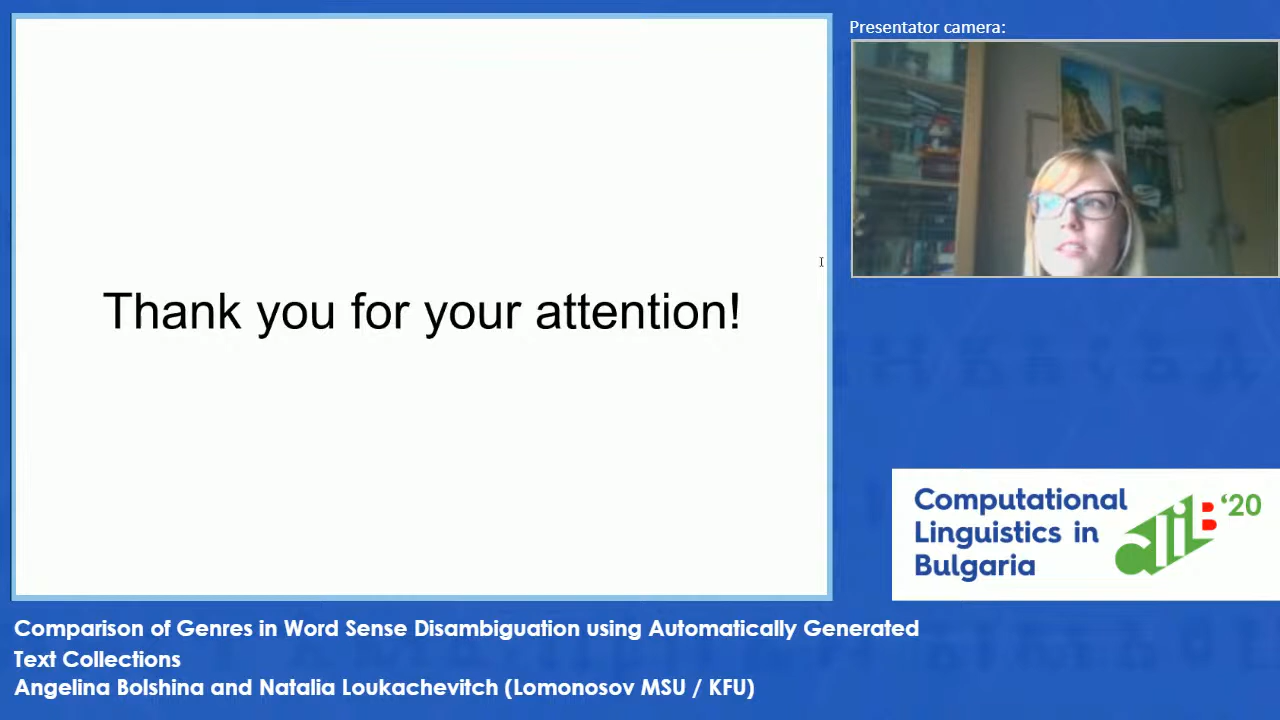 Presentator camera:
Thank you for your attention!
Computational
Linguistics in
Bulgaria
clIB '20
Comparison of Genres in Word Sense Disambiguation using Automatically Generated
Text Collections
Angelina Bolshina and Natalia Loukachevitch (Lomonosov MSU / KFU)